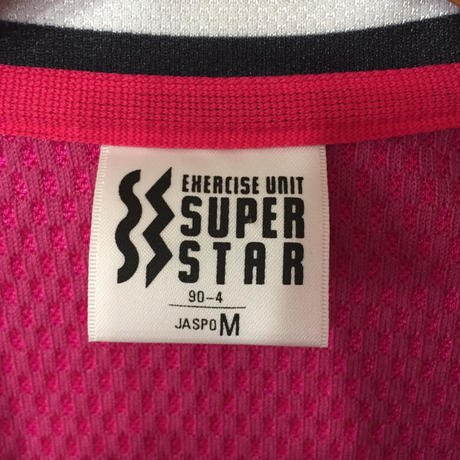 EXERCISE UNIT
SUPER
STAR
90-4
JASPO M